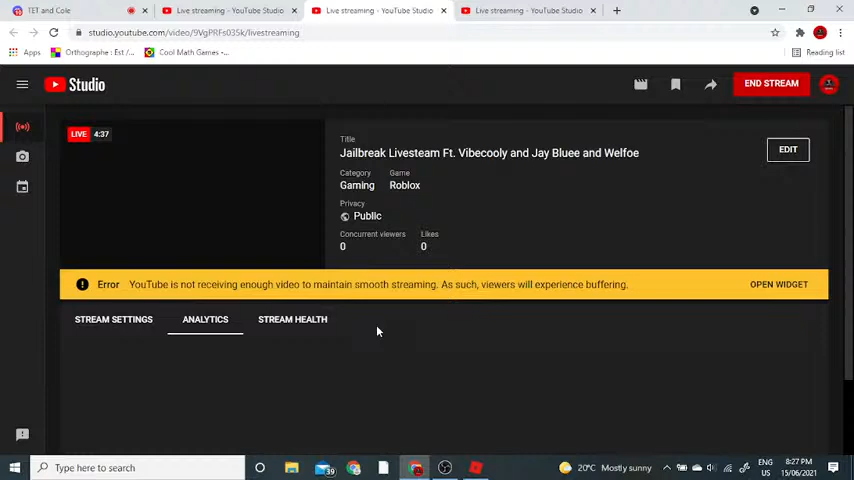 TET and Cole
Live streaming - YouTube Studio
Live streaming - YouTube Studio
Live streaming - YouTube Studio
studio.youtube.com/video/9VgPRFs035k/livestreaming
Apps
Orthographe : Est /...
Cool Math Games -...
Reading list
Studio
END STREAM
LIVE 4:37
Title
Jailbreak Livesteam Ft. Vibecooly and Jay Bluee and Welfoe
EDIT
Category Game
Gaming Roblox
Privacy
Public
Concurrent viewers Likes
0 0
Error YouTube is not receiving enough video to maintain smooth streaming. As such, viewers will experience buffering. OPEN WIDGET
STREAM SETTINGS ANALYTICS STREAM HEALTH
Type here to search
39
20°C Mostly sunny
ENG
US
8:27 PM
15/06/2021